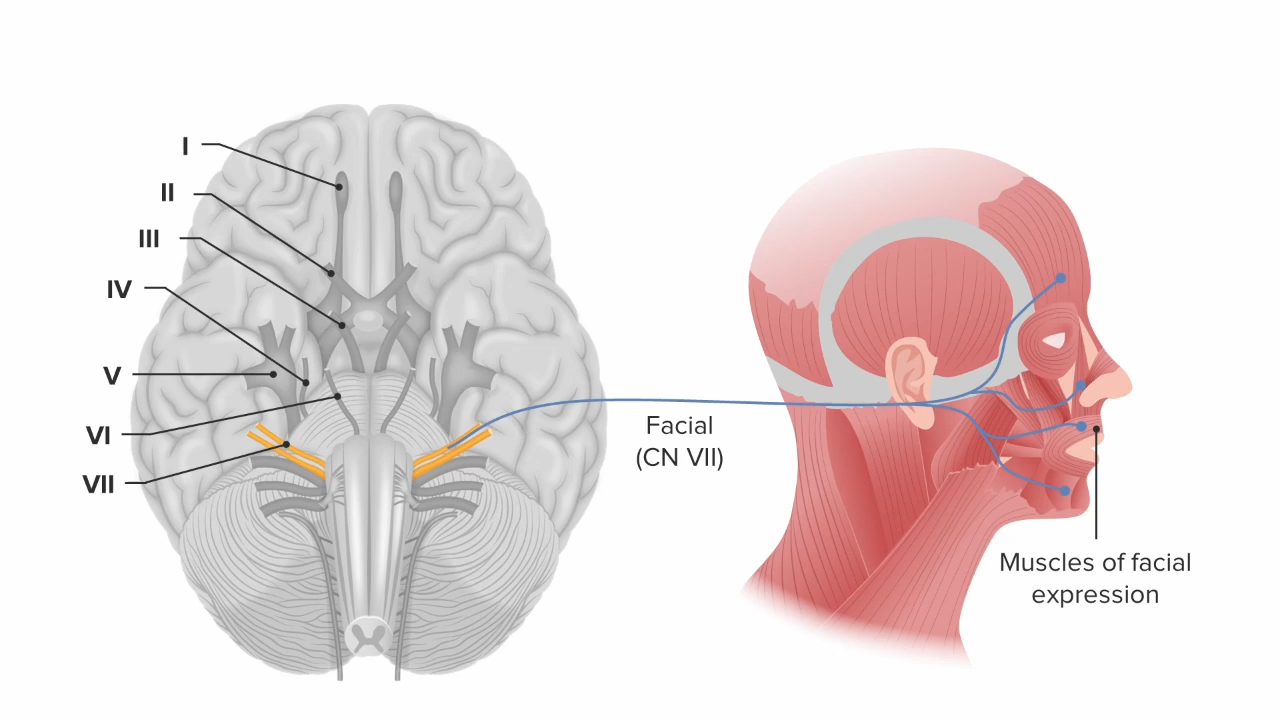 I
II
III
IV
V
VI
VII
Facial
(CN VII)
Muscles of facial
expression